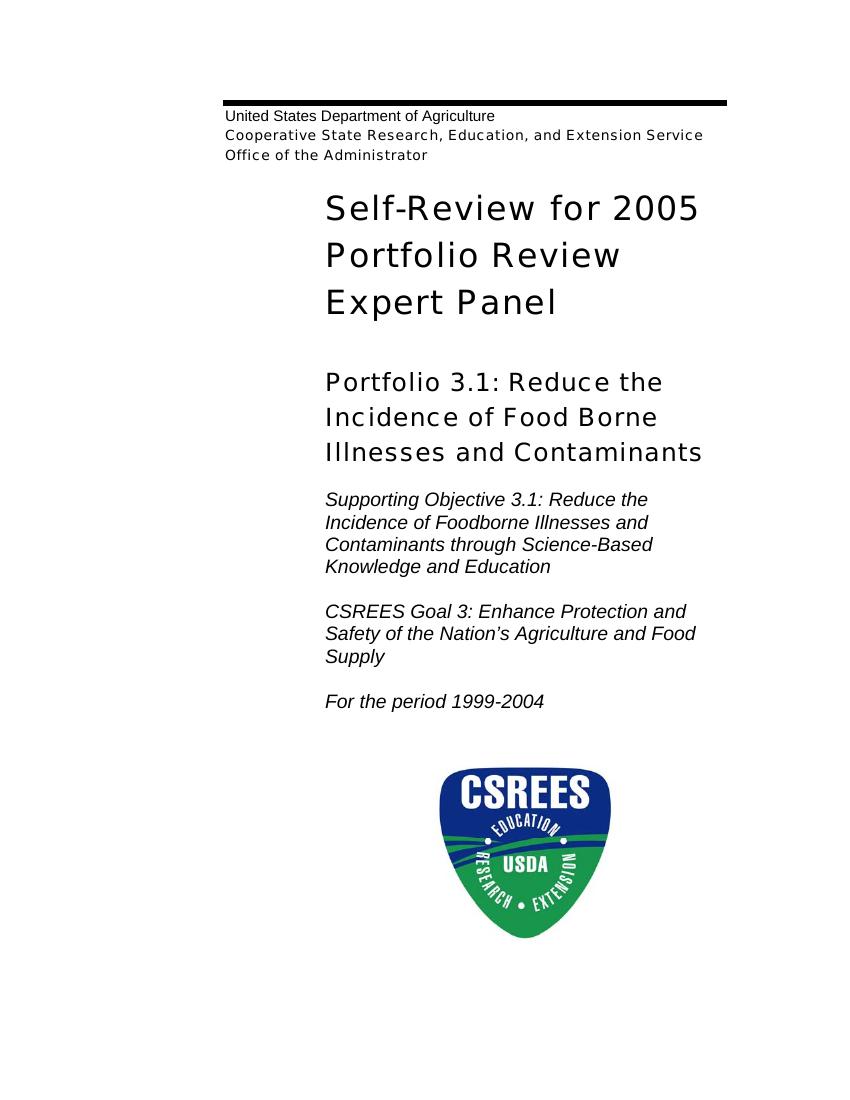 United States Department of Agriculture
Cooperative State Research, Education, and Extension Service
Office of the Administrator
Self-Review for 2005
Portfolio Review
Expert Panel
Portfolio 3.1: Reduce the
Incidence of Food Borne
Illnesses and Contaminants
Supporting Objective 3.1: Reduce the
Incidence of Foodborne Illnesses and
Contaminants through Science-Based
Knowledge and Education
CSREES Goal 3: Enhance Protection and
Safety of the Nation’s Agriculture and Food
Supply
For the period 1999-2004
CSREES
EDUCATION
USDA
RESEARCH • EXTENSION